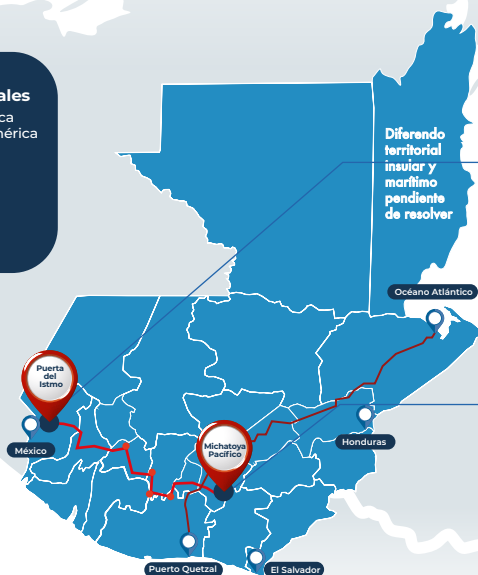 ales
ca
mérica
Diferendo
territorial
insular y
marítimo
pendiente
de resolver
Océano Atlántico
Puerta
del
Istmo
México
Michatoya
Pacífico
Honduras
Puerto Quetzal
El Salvador